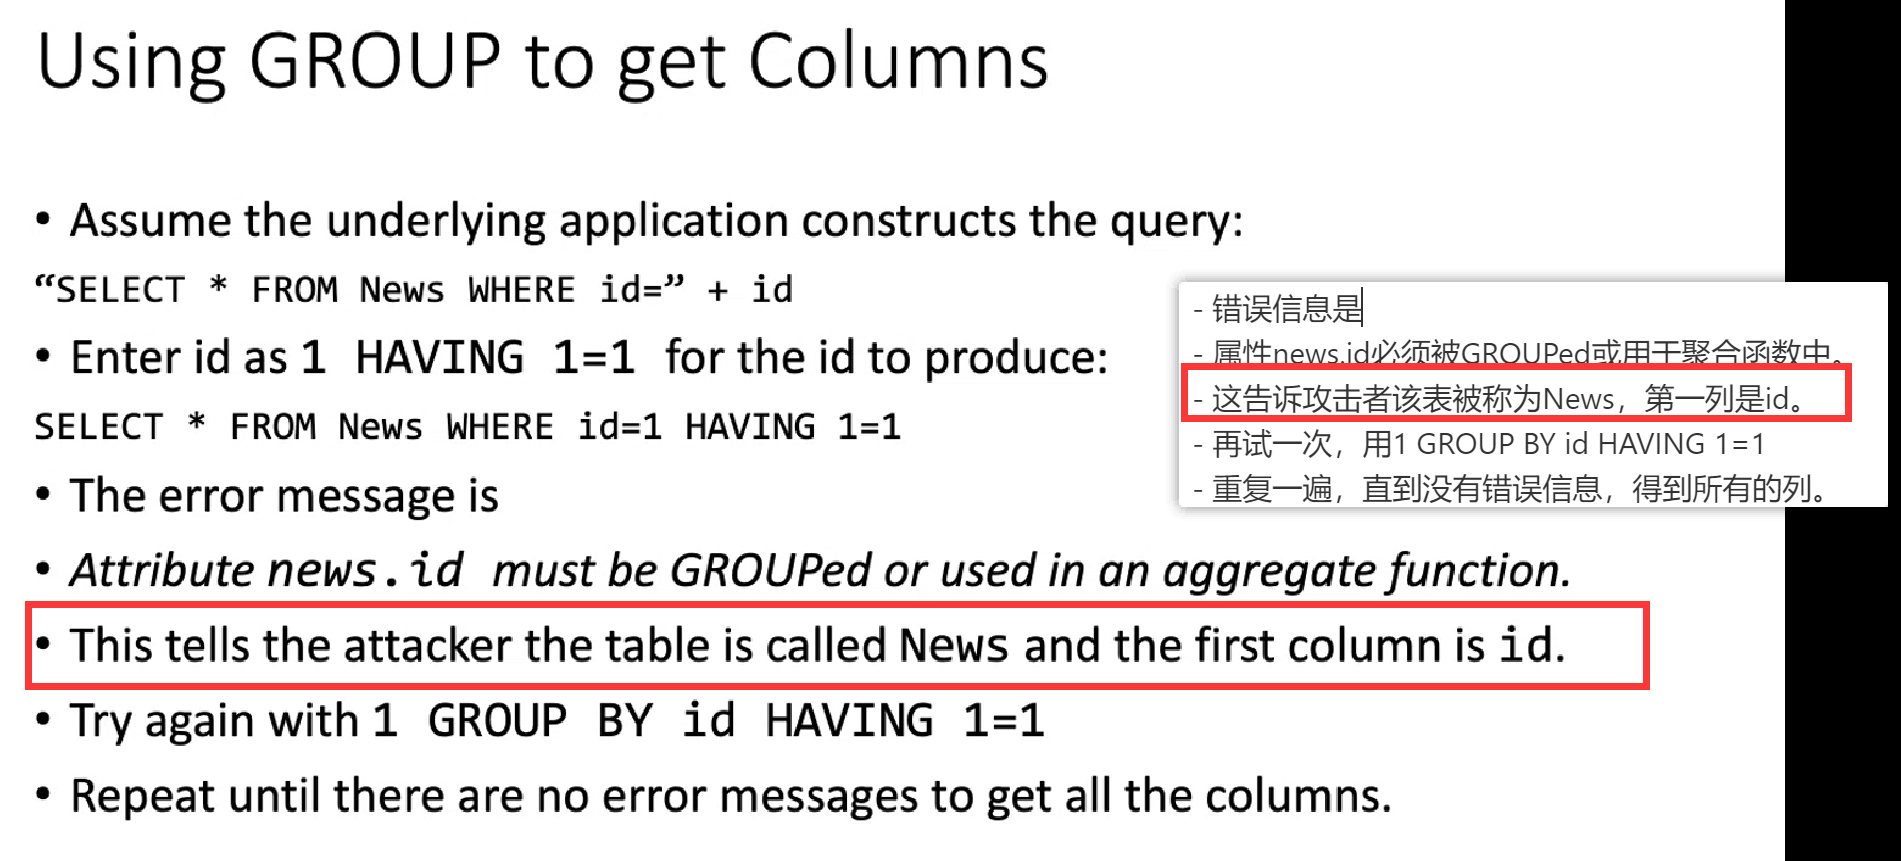 Using GROUP to get Columns
• Assume the underlying application constructs the query:
“SELECT * FROM News WHERE id=” + id
• Enter id as 1 HAVING 1=1 for the id to produce:
SELECT * FROM News WHERE id=1 HAVING 1=1
• The error message is
• Attribute news.id must be GROUPed or used in an aggregate function.
• This tells the attacker the table is called News and the first column is id.
• Try again with 1 GROUP BY id HAVING 1=1
• Repeat until there are no error messages to get all the columns.
- 错误信息是
- 属性news.id必须被GROUPed或用于聚合函数中。
- 这告诉攻击者该表被称为News，第一列是id。
- 再试一次，用1 GROUP BY id HAVING 1=1
- 重复一遍，直到没有错误信息，得到所有的列。